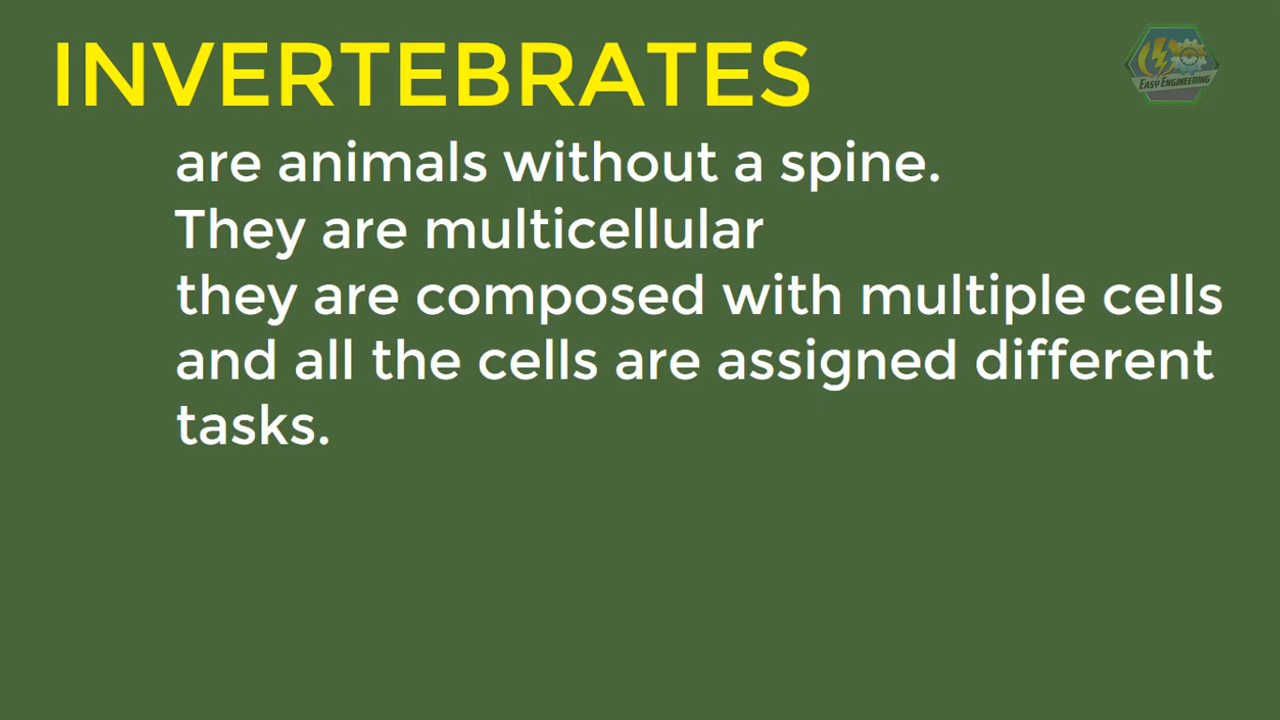 INVERTEBRATES
EASY ENGINEERING
are animals without a spine.
They are multicellular
they are composed with multiple cells
and all the cells are assigned different
tasks.